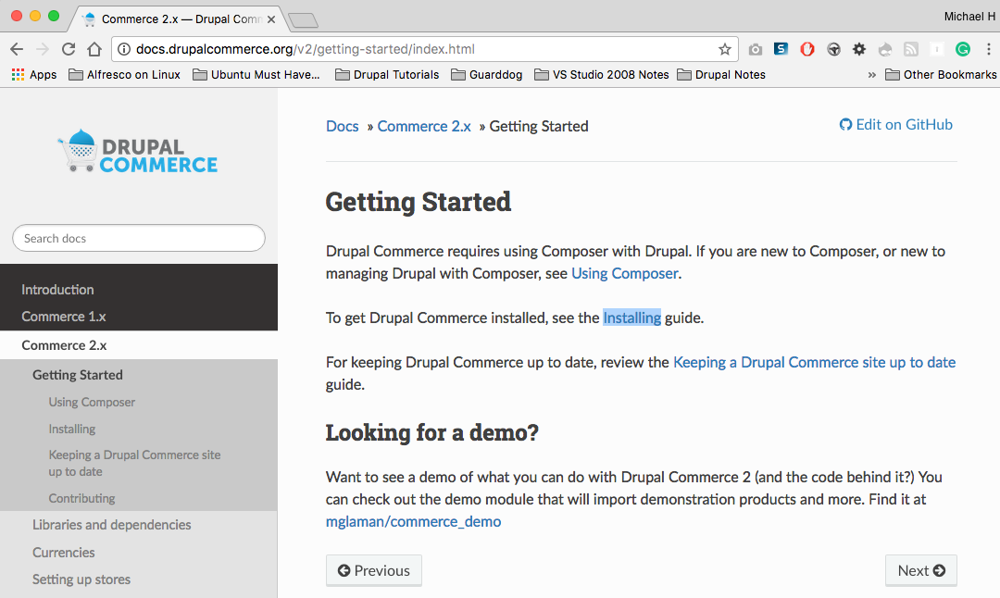 Commerce 2.x — Drupal Comm
Michael H
docs.drupalcommerce.org/v2/getting-started/index.html
Apps
Alfresco on Linux
Ubuntu Must Have...
Drupal Tutorials
Guarddog
VS Studio 2008 Notes
Drupal Notes
»
Other Bookmarks
DRUPAL
COMMERCE
Search docs
Introduction
Commerce 1.x
Commerce 2.x
Getting Started
Using Composer
Installing
Keeping a Drupal Commerce site
up to date
Contributing
Libraries and dependencies
Currencies
Setting up stores
Docs » Commerce 2.x » Getting Started
Edit on GitHub
Getting Started
Drupal Commerce requires using Composer with Drupal. If you are new to Composer, or new to
managing Drupal with Composer, see Using Composer.
To get Drupal Commerce installed, see the Installing guide.
For keeping Drupal Commerce up to date, review the Keeping a Drupal Commerce site up to date
guide.
Looking for a demo?
Want to see a demo of what you can do with Drupal Commerce 2 (and the code behind it?) You
can check out the demo module that will import demonstration products and more. Find it at
mglaman/commerce_demo
Previous
Next